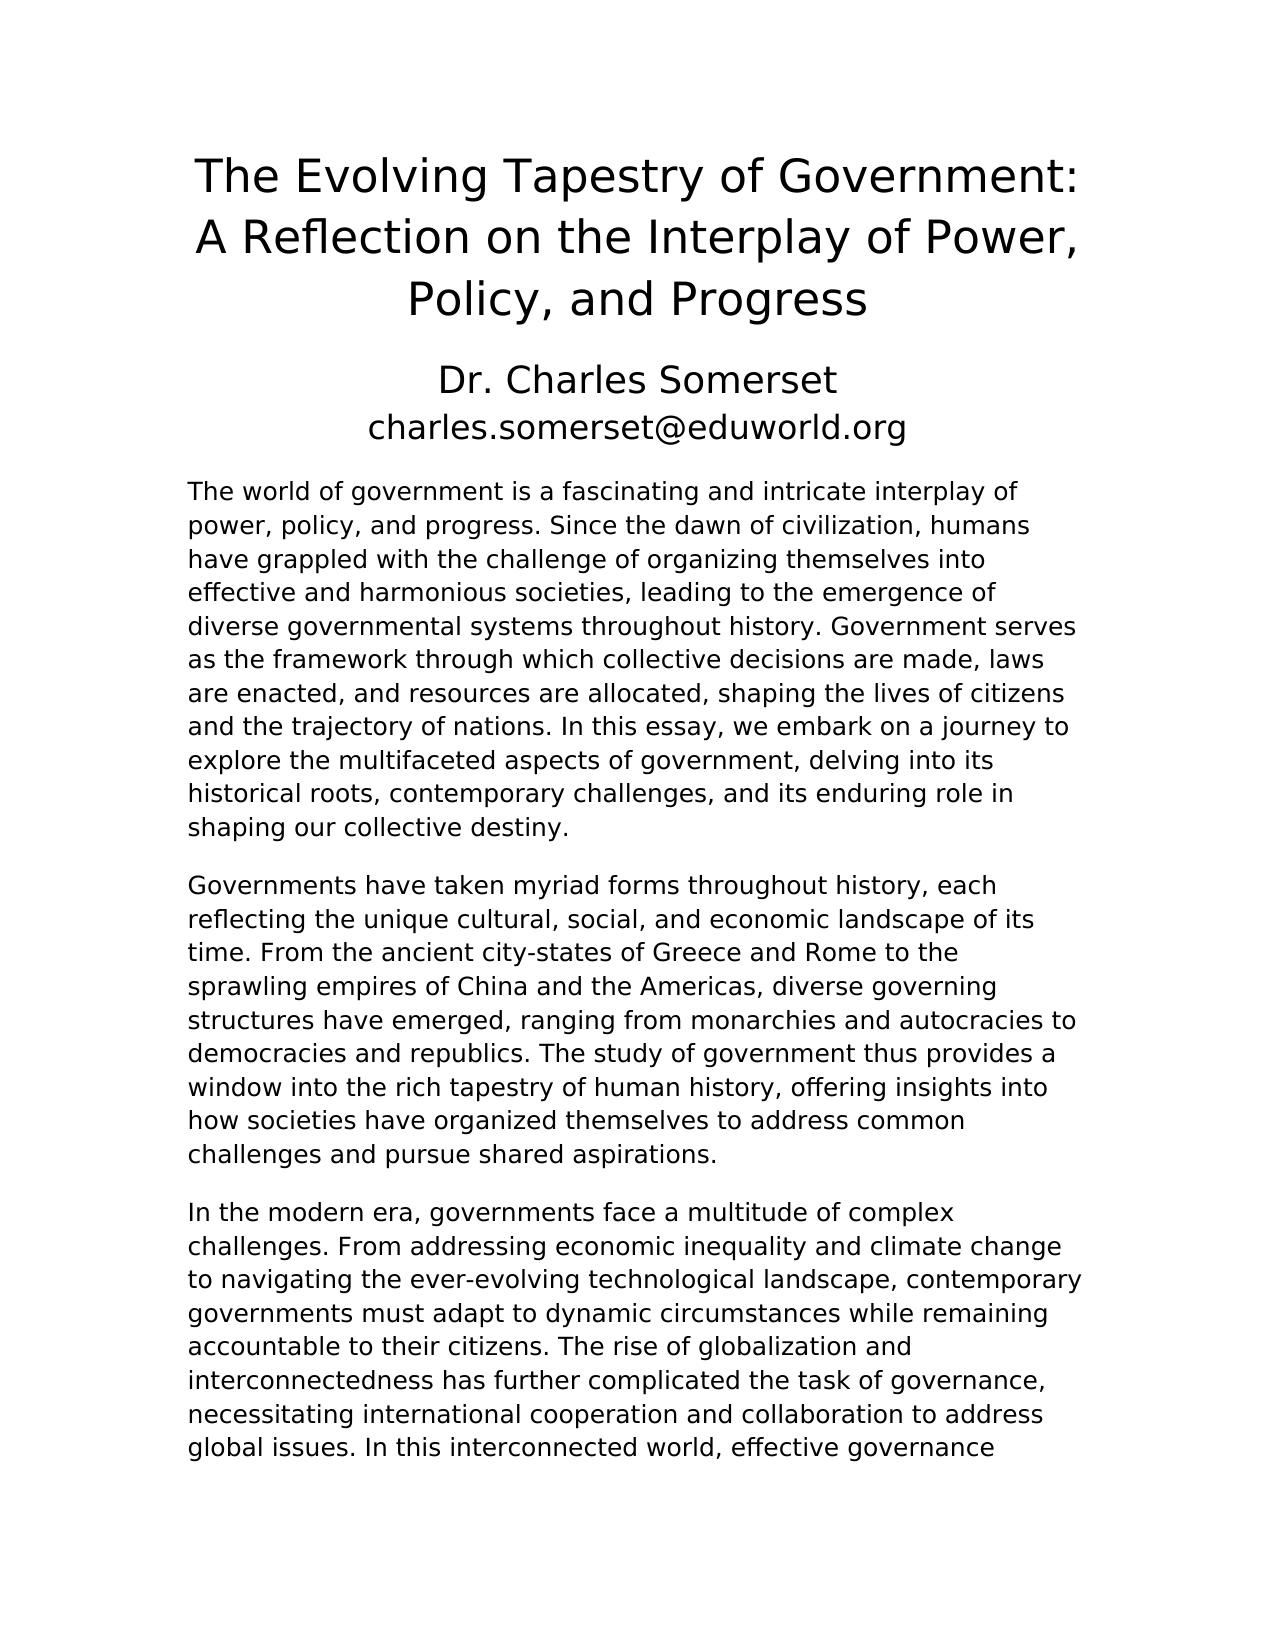 The Evolving Tapestry of Government:
A Reflection on the Interplay of Power,
Policy, and Progress
Dr. Charles Somerset
charles.somerset@eduworld.org
The world of government is a fascinating and intricate interplay of
power, policy, and progress. Since the dawn of civilization, humans
have grappled with the challenge of organizing themselves into
effective and harmonious societies, leading to the emergence of
diverse governmental systems throughout history. Government serves
as the framework through which collective decisions are made, laws
are enacted, and resources are allocated, shaping the lives of citizens
and the trajectory of nations. In this essay, we embark on a journey to
explore the multifaceted aspects of government, delving into its
historical roots, contemporary challenges, and its enduring role in
shaping our collective destiny.
Governments have taken myriad forms throughout history, each
reflecting the unique cultural, social, and economic landscape of its
time. From the ancient city-states of Greece and Rome to the
sprawling empires of China and the Americas, diverse governing
structures have emerged, ranging from monarchies and autocracies to
democracies and republics. The study of government thus provides a
window into the rich tapestry of human history, offering insights into
how societies have organized themselves to address common
challenges and pursue shared aspirations.
In the modern era, governments face a multitude of complex
challenges. From addressing economic inequality and climate change
to navigating the ever-evolving technological landscape, contemporary
governments must adapt to dynamic circumstances while remaining
accountable to their citizens. The rise of globalization and
interconnectedness has further complicated the task of governance,
necessitating international cooperation and collaboration to address
global issues. In this interconnected world, effective governance